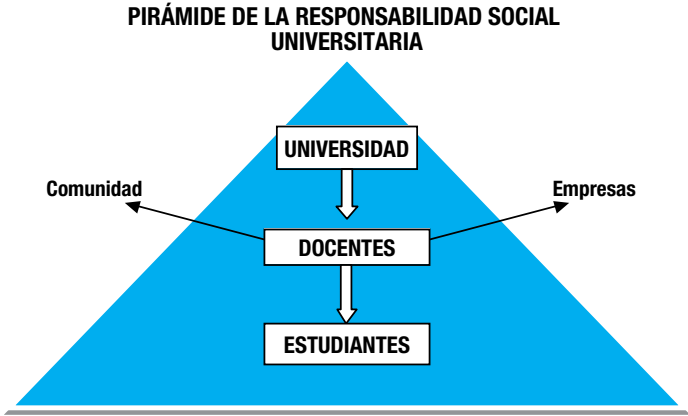 PIRÁMIDE DE LA RESPONSABILIDAD SOCIAL
UNIVERSITARIA
UNIVERSIDAD
Comunidad
Empresas
DOCENTES
ESTUDIANTES